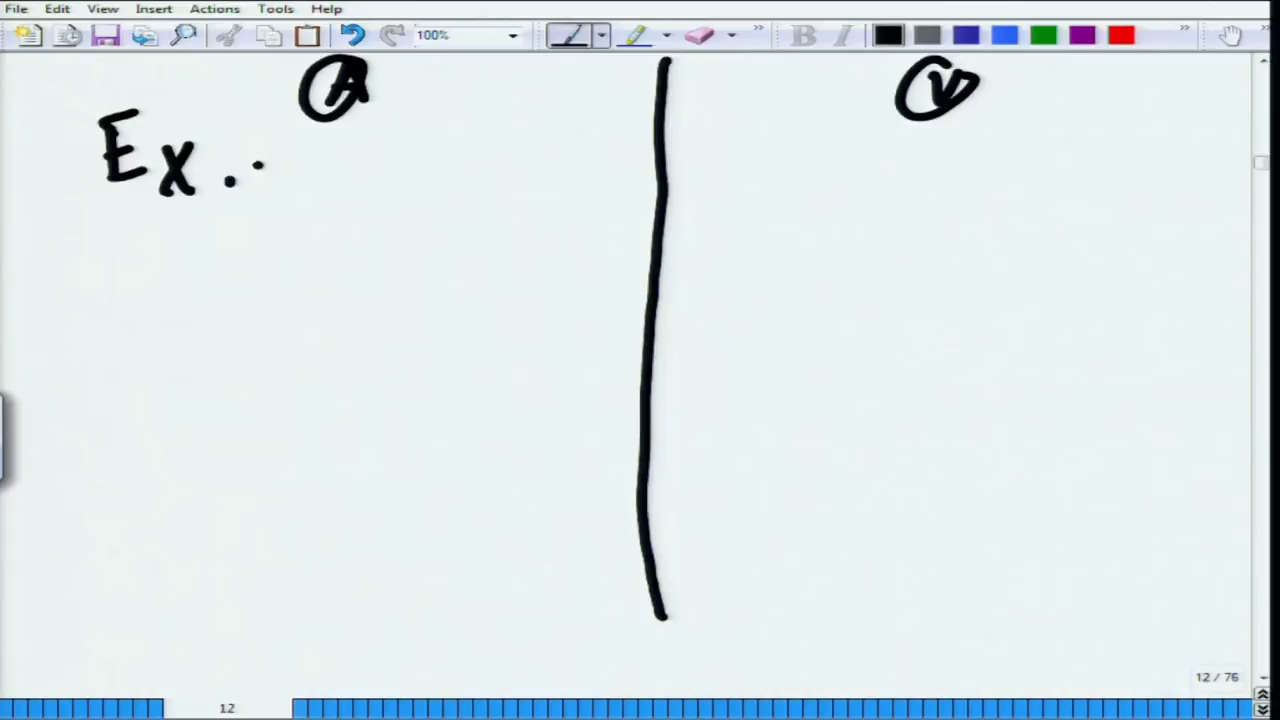 File Edit View Insert Actions Tools Help
100% B I
A V
Ex..
12 / 76
12